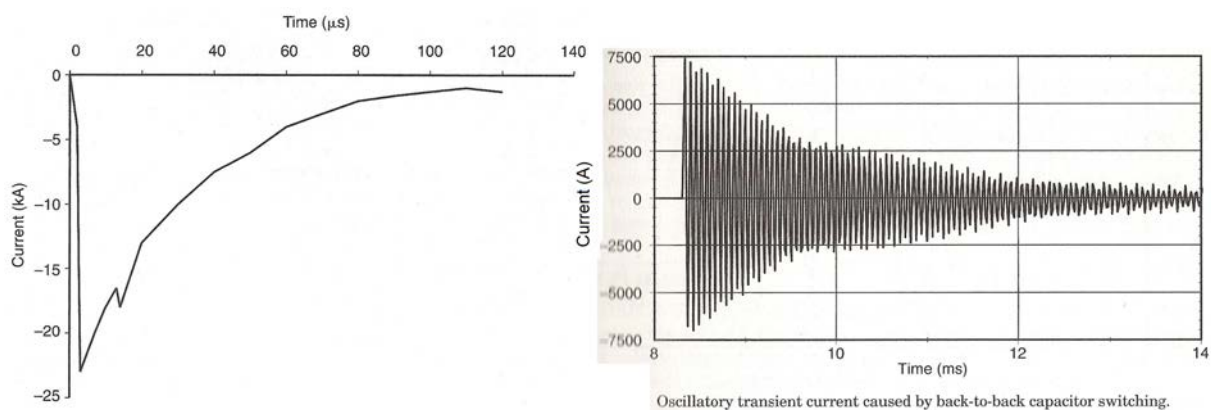 Time (μs)
0 20 40 60 80 100 120 140
0
−5
−10
−15
−20
−25
Current (kA)
7500
5000
2500
0
−2500
−5000
−7500
Current (A)
8 10 12 14
Time (ms)
Oscillatory transient current caused by back-to-back capacitor switching.